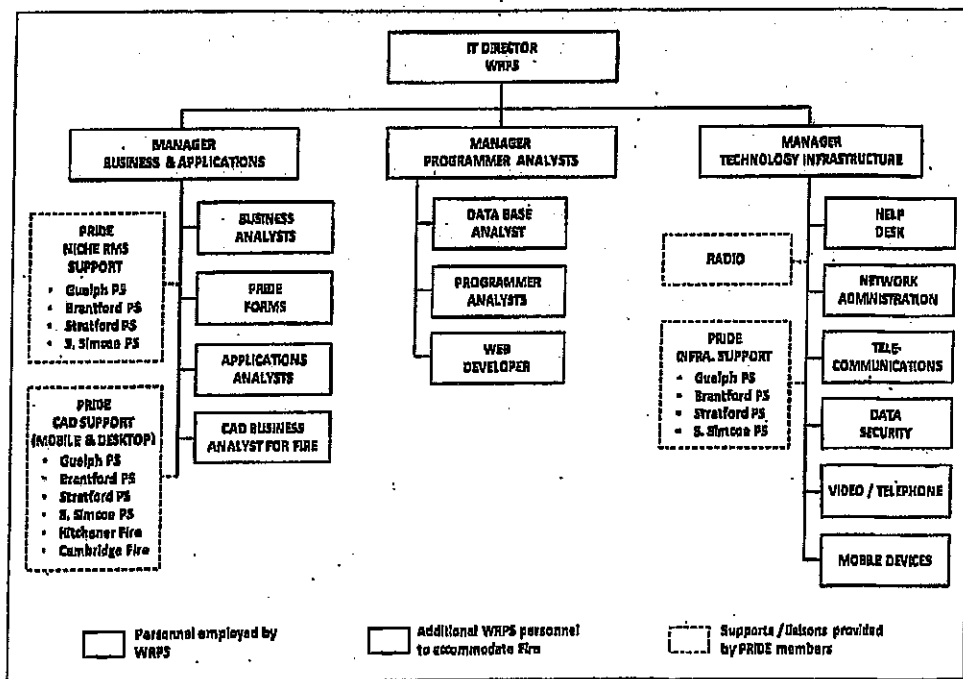 IT DIRECTOR
WRPS
MANAGER
BUSINESS & APPLICATIONS
MANAGER
PROGRAMMER ANALYSTS
MANAGER
TECHNOLOGY INFRASTRUCTURE
PRIDE
NICHE RMS
SUPPORT
• Guelph PS
• Brantford PS
• Stratford PS
• S. Simcoe PS
BUSINESS
ANALYSTS
PRIDE
FORMS
APPLICATIONS
ANALYSTS
CAD BUSINESS
ANALYST FOR FIRE
PRIDE
CAD SUPPORT
(MOBILE & DESKTOP)
• Guelph PS
• Brantford PS
• Stratford PS
• S. Simcoe PS
• Kitchener Fire
• Cambridge Fire
DATA BASE
ANALYST
PROGRAMMER
ANALYSTS
WEB
DEVELOPER
RADIO
PRIDE
INFRA. SUPPORT
• Guelph PS
• Brantford PS
• Stratford PS
• S. Simcoe PS
HELP
DESK
NETWORK
ADMINISTRATION
TELE-
COMMUNICATIONS
DATA
SECURITY
VIDEO / TELEPHONE
MOBILE DEVICES
Personnel employed by
WRPS
Additional WRPS personnel
to accommodate Fire
Supports / liaisons provided
by PRIDE members